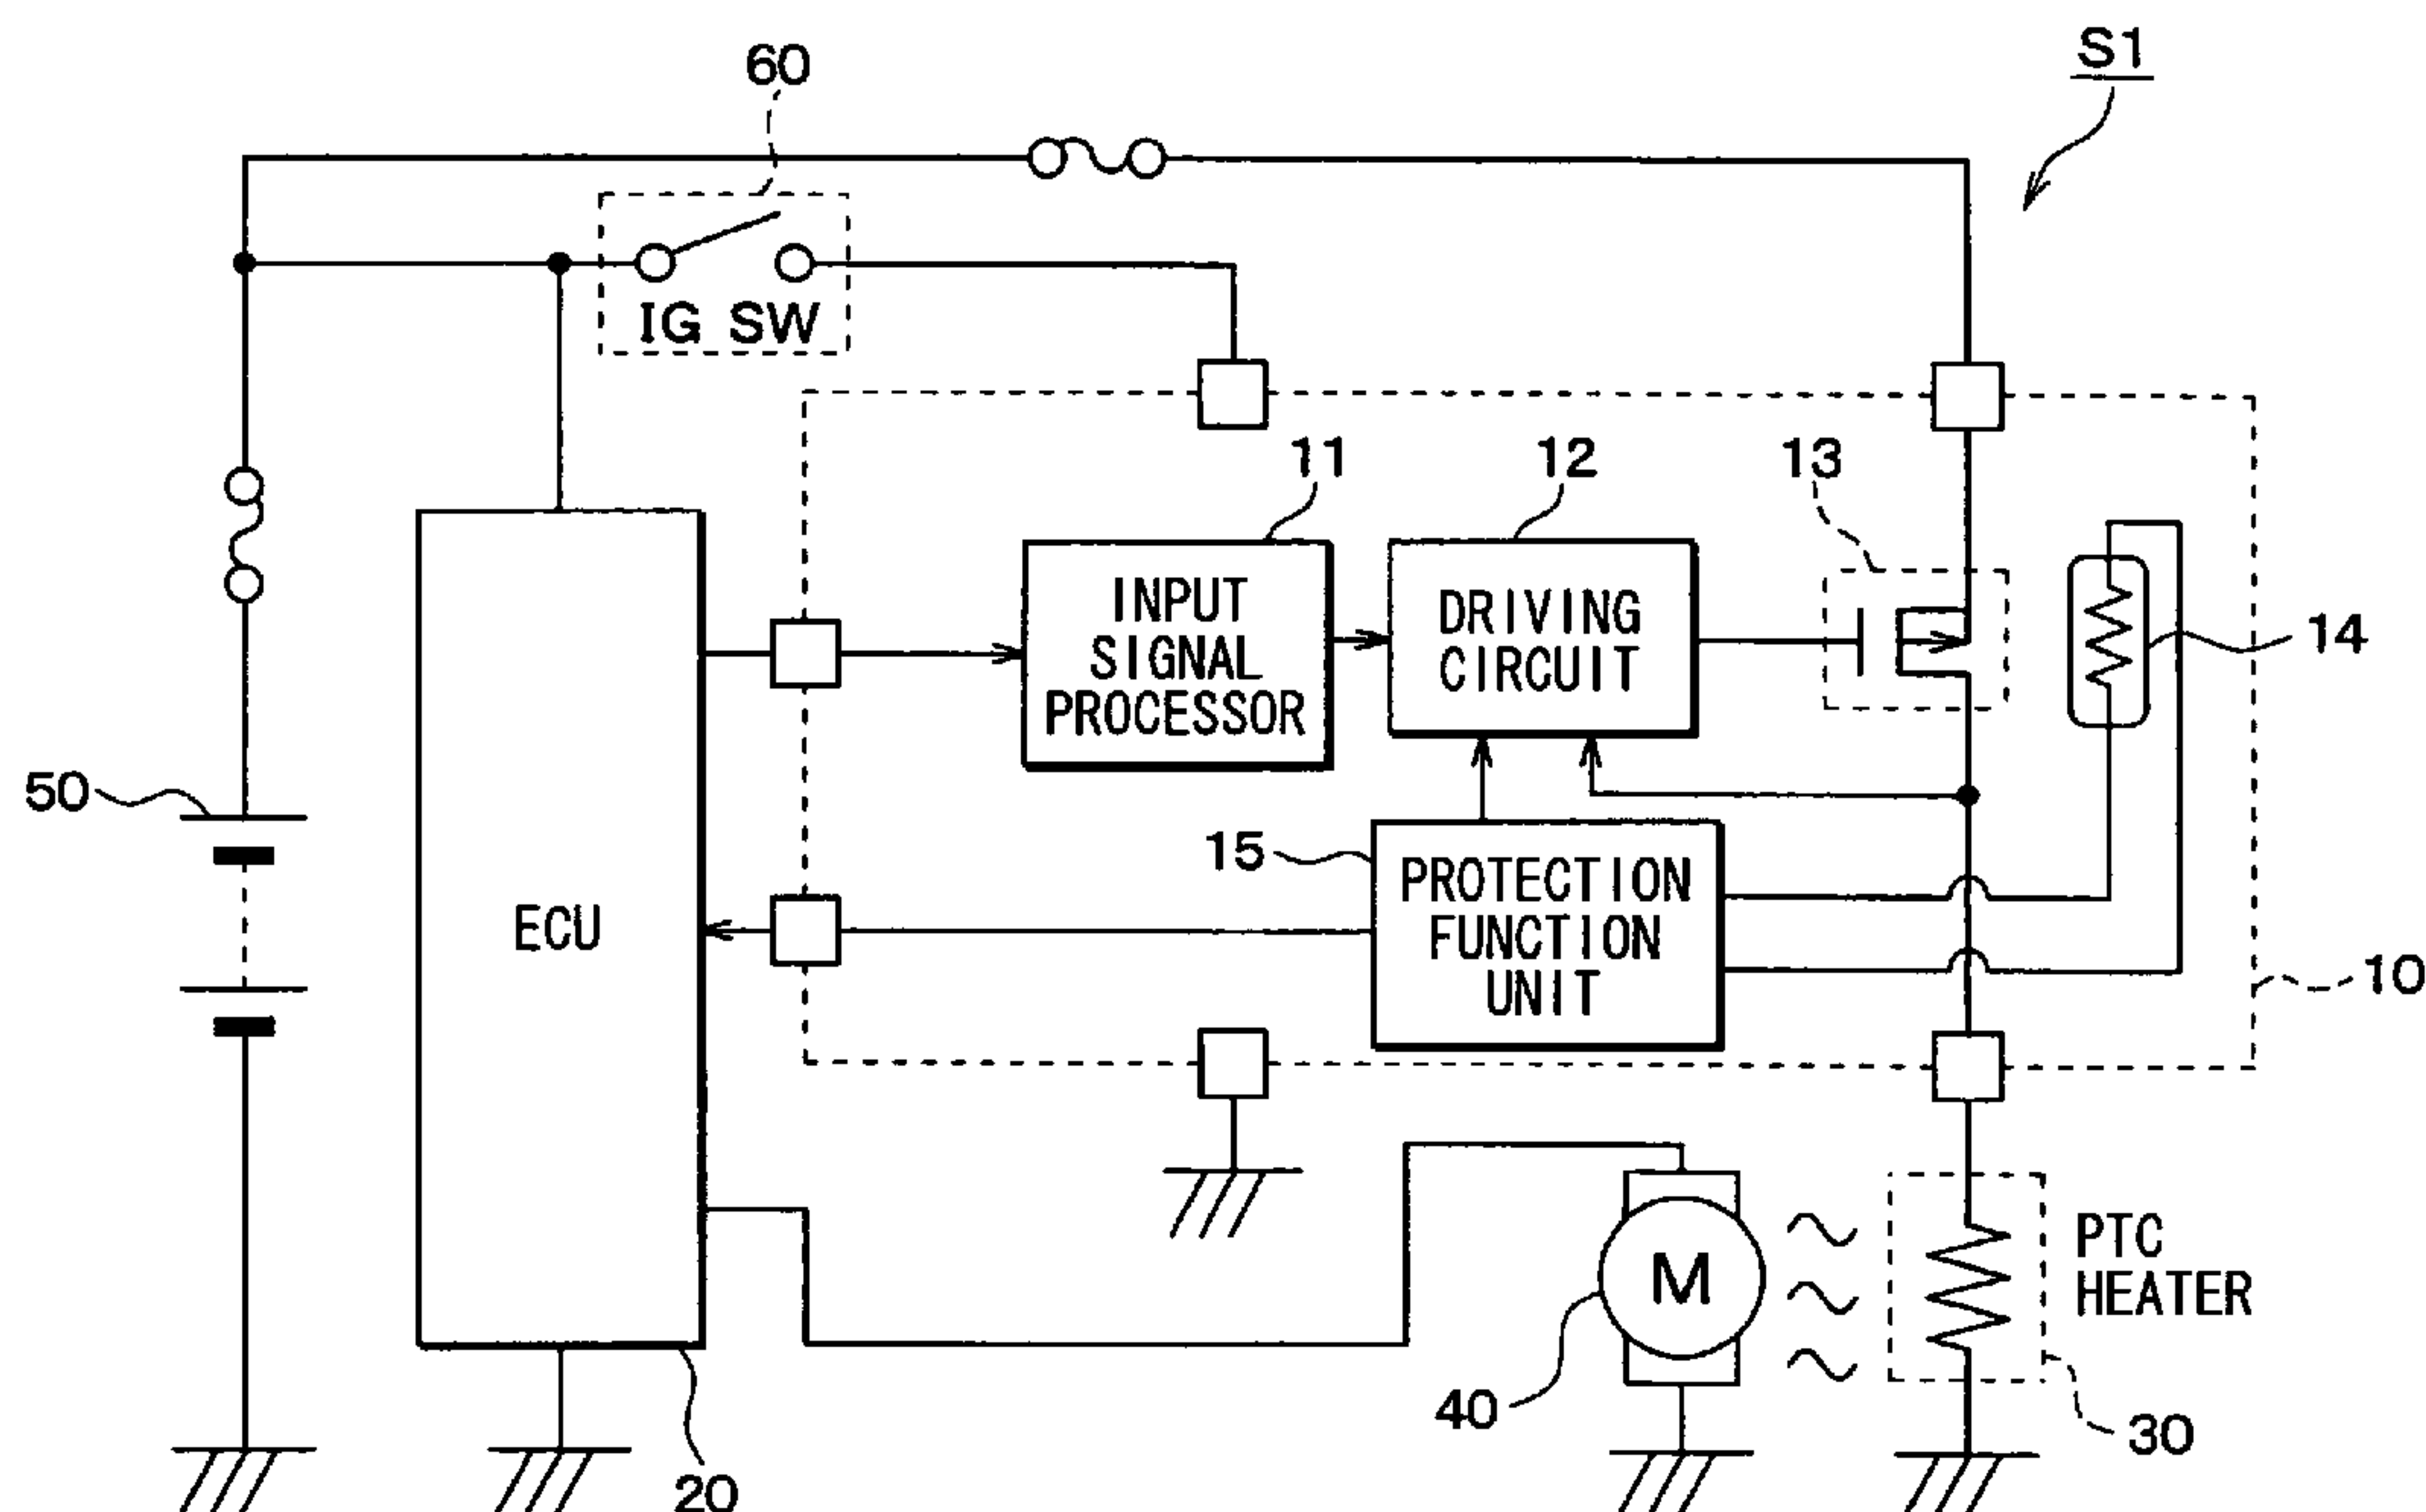 S1
60
IG SW
11
12
13
INPUT
SIGNAL
PROCESSOR
DRIVING
CIRCUIT
14
50
15
PROTECTION
FUNCTION
UNIT
ECU
10
M
PTC
HEATER
40
30
20